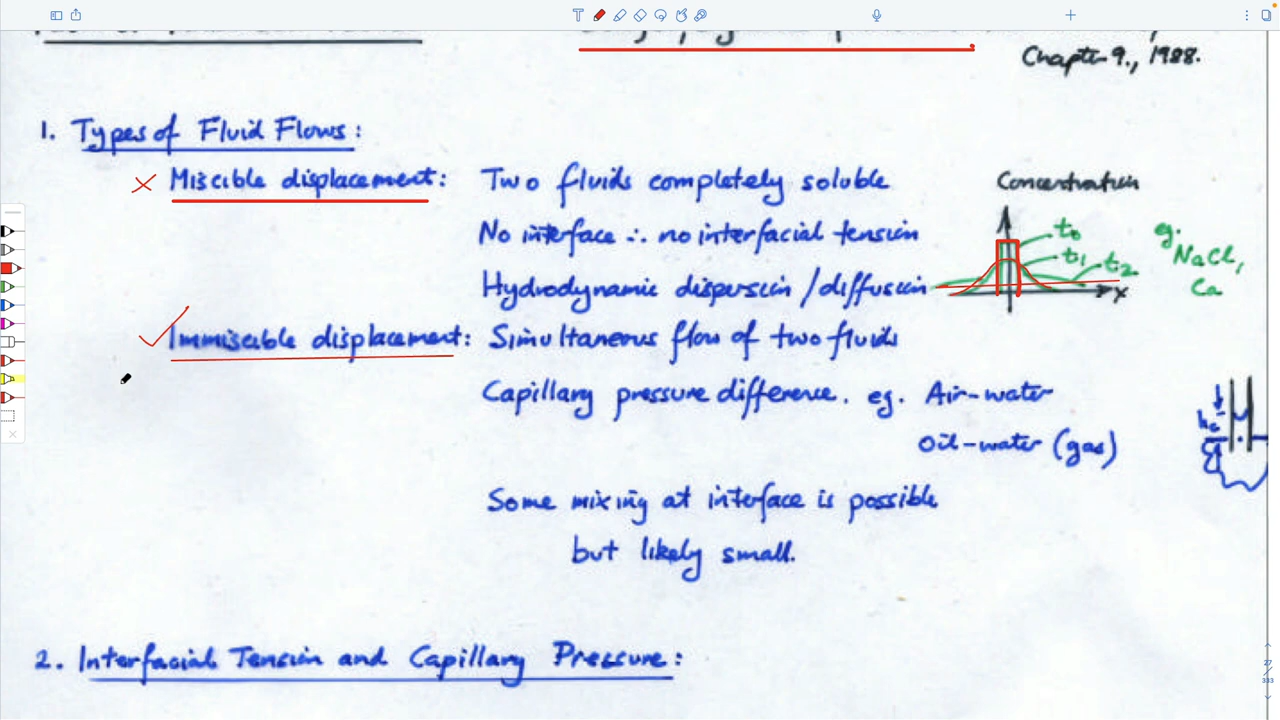 Chapter 9., 1988.
1. Types of Fluid Flows:
Miscible displacement: Two fluids completely soluble
No interface ∴ no interfacial tension
Hydrodynamic dispersion / diffusion
Concentration
t₀
t₁
t₂
x
eg.
NaCl,
Ca
Immiscible displacement: Simultaneous flow of two fluids
Capillary pressure difference. eg. Air-water
Oil-water (gas)
hc
Some mixing at interface is possible
but likely small.
2. Interfacial Tension and Capillary Pressure:
27
333